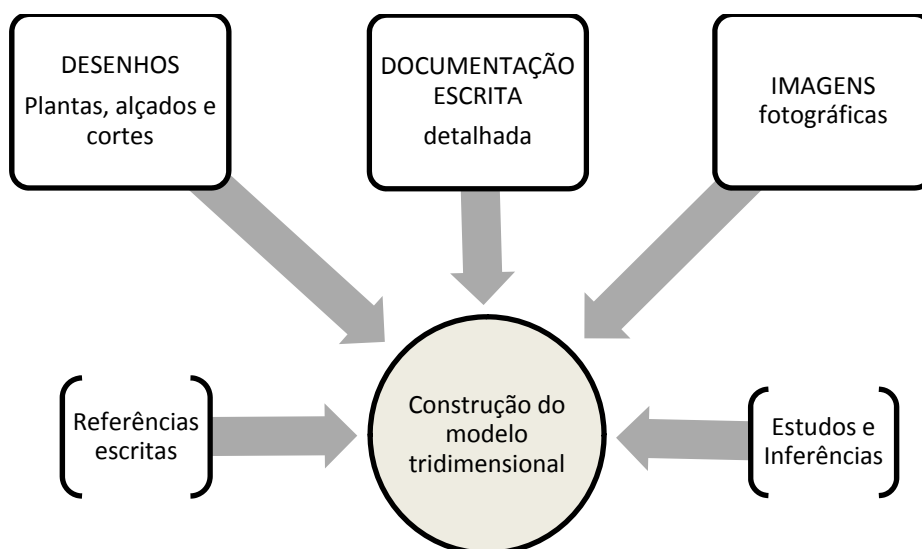 DESENHOS
Plantas, alçados e
cortes
DOCUMENTAÇÃO
ESCRITA
detalhada
IMAGENS
fotográficas
Referências
escritas
Construção do
modelo
tridimensional
Estudos e
Inferências